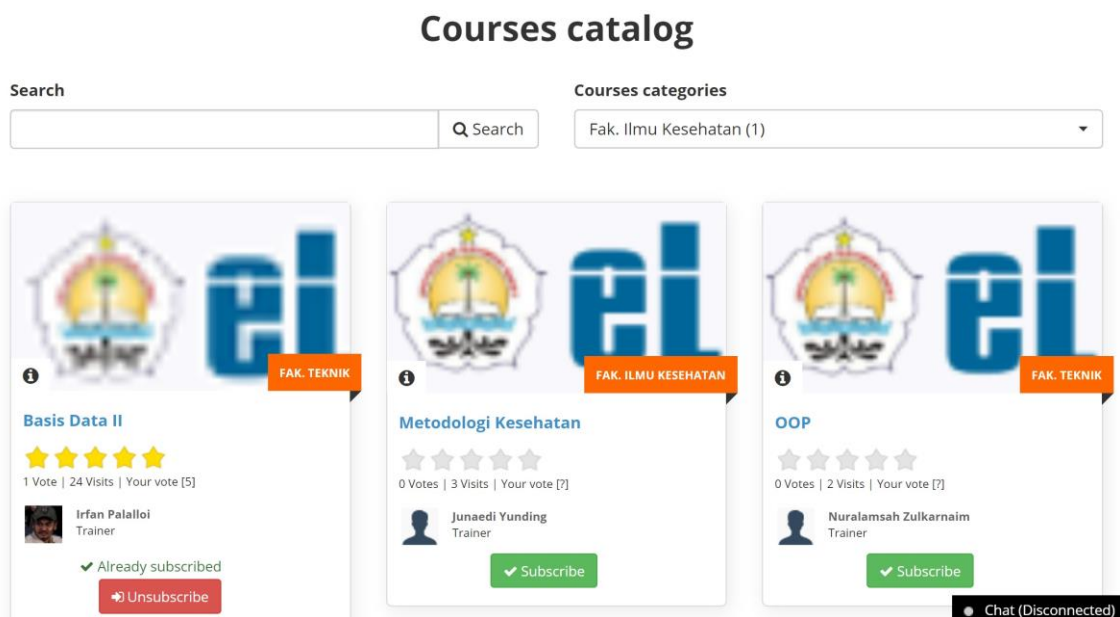 Courses catalog
Search
Courses categories
Search
Fak. Ilmu Kesehatan (1)
eL
FAK. TEKNIK
Basis Data II
1 Vote | 24 Visits | Your vote [5]
Irfan Palalloi
Trainer
Already subscribed
Unsubscribe
eL
FAK. ILMU KESEHATAN
Metodologi Kesehatan
0 Votes | 3 Visits | Your vote [?]
Junaedi Yunding
Trainer
Subscribe
eL
FAK. TEKNIK
OOP
0 Votes | 2 Visits | Your vote [?]
Nuralamsah Zulkarnaim
Trainer
Subscribe
Chat (Disconnected)